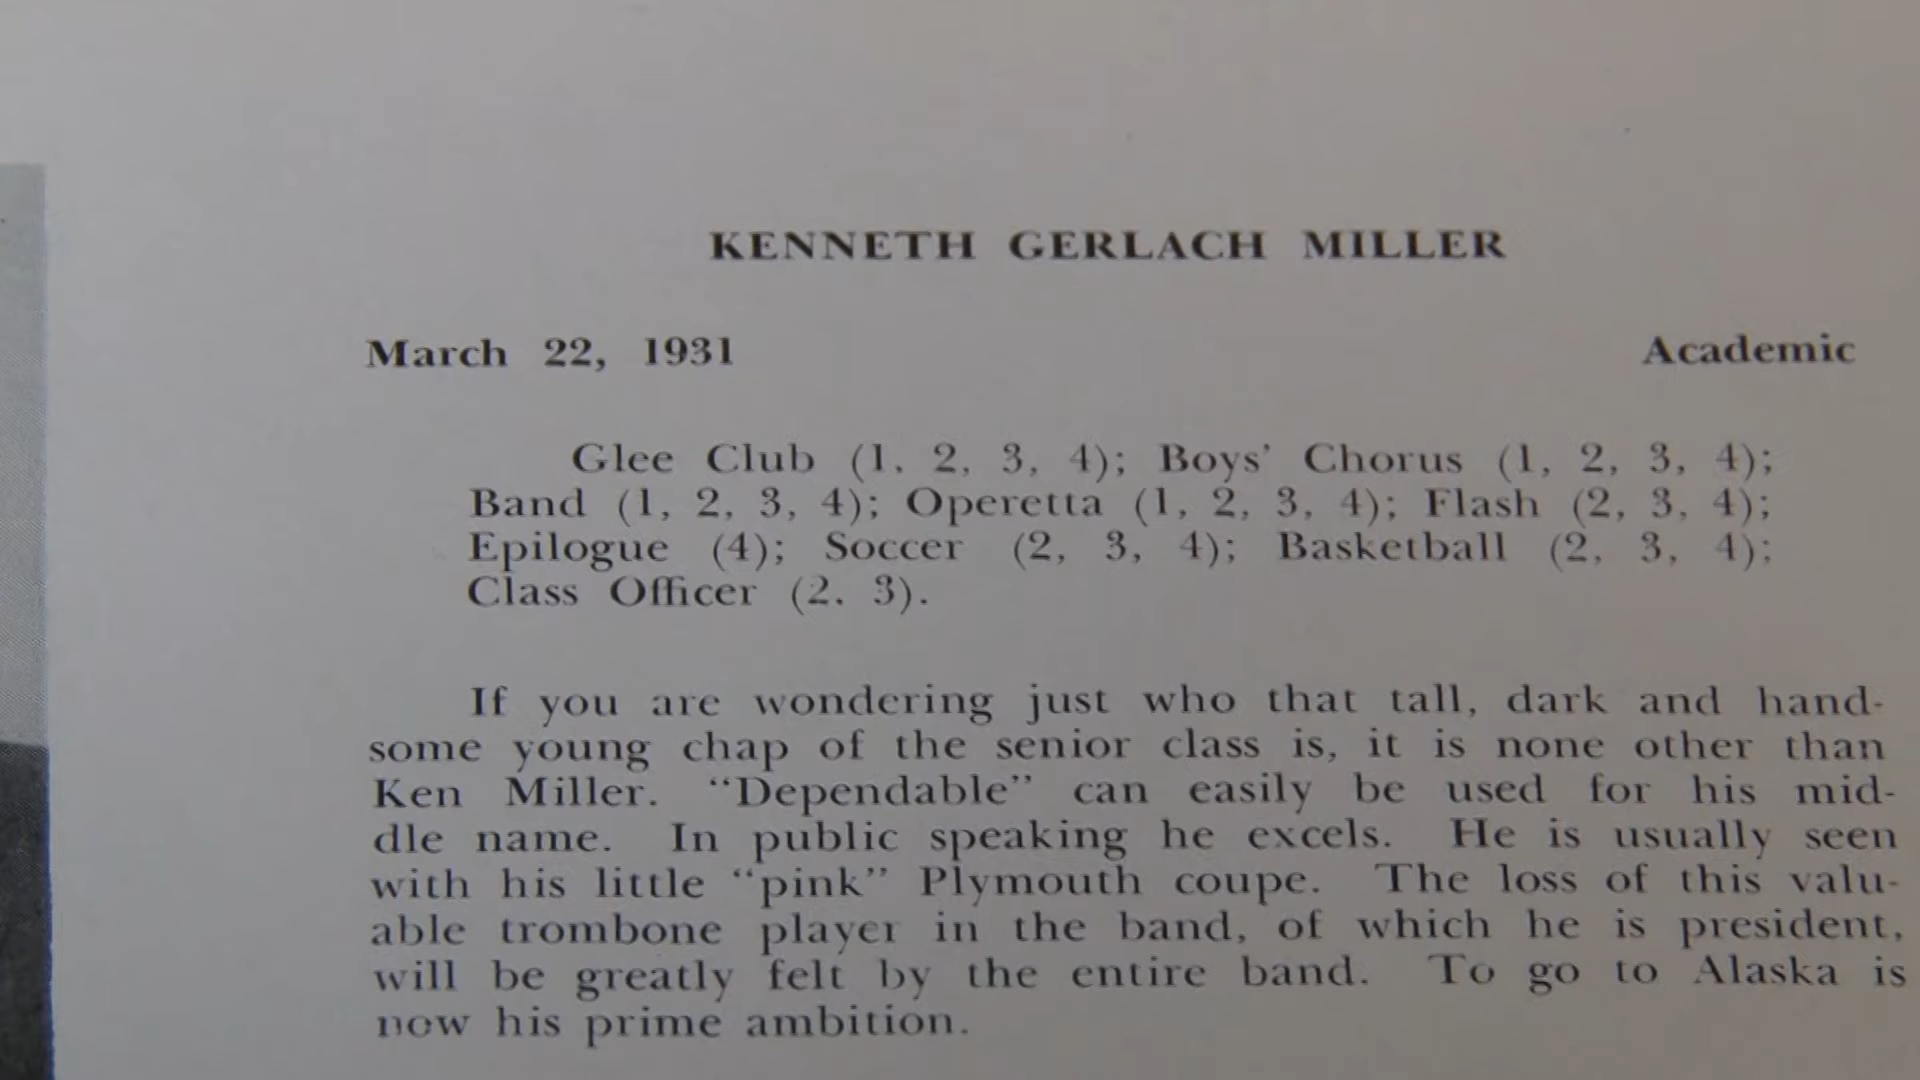 KENNETH GERLACH MILLER
March 22, 1931 Academic
Glee Club (1, 2, 3, 4); Boys' Chorus (1, 2, 3, 4);
Band (1, 2, 3, 4); Operetta (1, 2, 3, 4); Flash (2, 3, 4);
Epilogue (4); Soccer (2, 3, 4); Basketball (2, 3, 4);
Class Officer (2. 3).
If you are wondering just who that tall, dark and hand-
some young chap of the senior class is, it is none other than
Ken Miller. “Dependable” can easily be used for his mid-
dle name. In public speaking he excels. He is usually seen
with his little “pink” Plymouth coupe. The loss of this valu-
able trombone player in the band, of which he is president,
will be greatly felt by the entire band. To go to Alaska is
now his prime ambition.